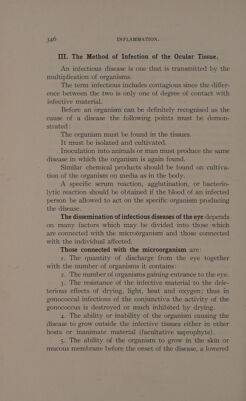 346 INFLAMMATION.
III. The Method of Infection of the Ocular Tissue.
An infectious disease is one that is transmitted by the
multiplication of organisms.
The term infectious includes contagious since the differ-
ence between the two is only one of degree of contact with
infective material.
Before an organism can be definitely recognised as the
cause of a disease the following points must be demon-
strated:
The organism must be found in the tissues.
It must be isolated and cultivated.
Inoculation into animals or man must produce the same
disease in which the organism is again found.
Similar chemical products should be found on cultiva-
tion of the organism on media as in the body.
A specific serum reaction, agglutination, or bacterio-
lytic reaction should be obtained if the blood of an infected
person be allowed to act on the specific organism producing
the disease.
The dissemination of infectious diseases of the eye depends
on many factors which may be divided into those which
are connected with the microorganism and those connected
with the individual affected.
Those connected with the microorganism are:
1. The quantity of discharge from the eye together
with the number of organisms it contains:
2. The number of organisms gaining entrance to the eye.
3. The resistance of the infective material to the dele-
terious effects of drying, light, heat and oxygen; thus in
gonococcal infections of the conjunctiva the activity of the
gonococcus is destroyed or much inhibited by drying.
4. The ability or inability of the organism causing the
disease to grow outside the infective tissues either in other
hosts or inanimate material (facultative saprophyte).
5. The ability of the organism to grow in the skin or
mucous membrane before the onset of the disease, a lowered